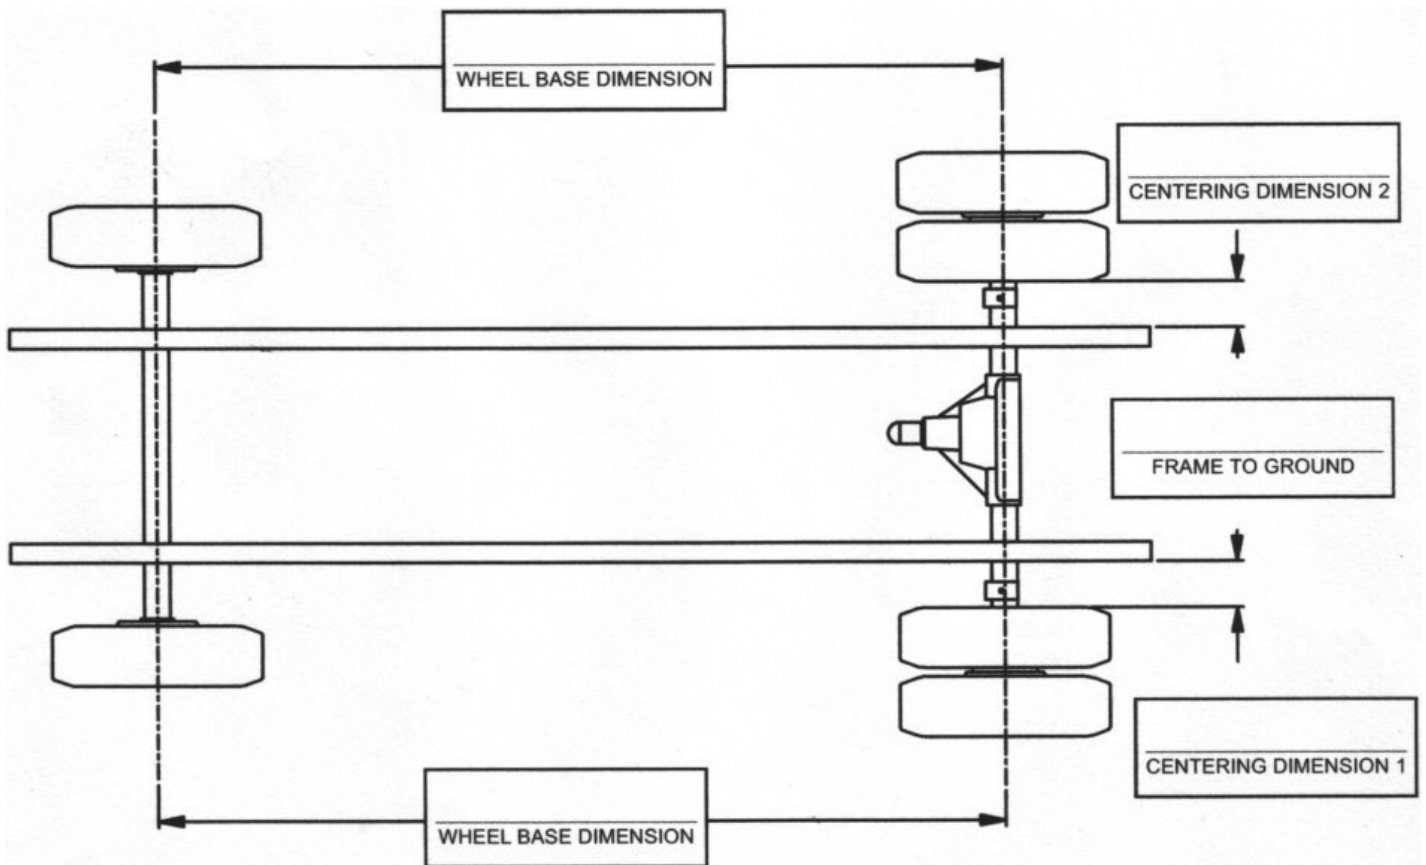 WHEEL BASE DIMENSION
CENTERING DIMENSION 2
FRAME TO GROUND
CENTERING DIMENSION 1
WHEEL BASE DIMENSION